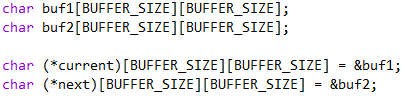 char buf1[BUFFER_SIZE][BUFFER_SIZE];
char buf2[BUFFER_SIZE][BUFFER_SIZE];
char (*current)[BUFFER_SIZE][BUFFER_SIZE] = &buf1;
char (*next)[BUFFER_SIZE][BUFFER_SIZE] = &buf2;